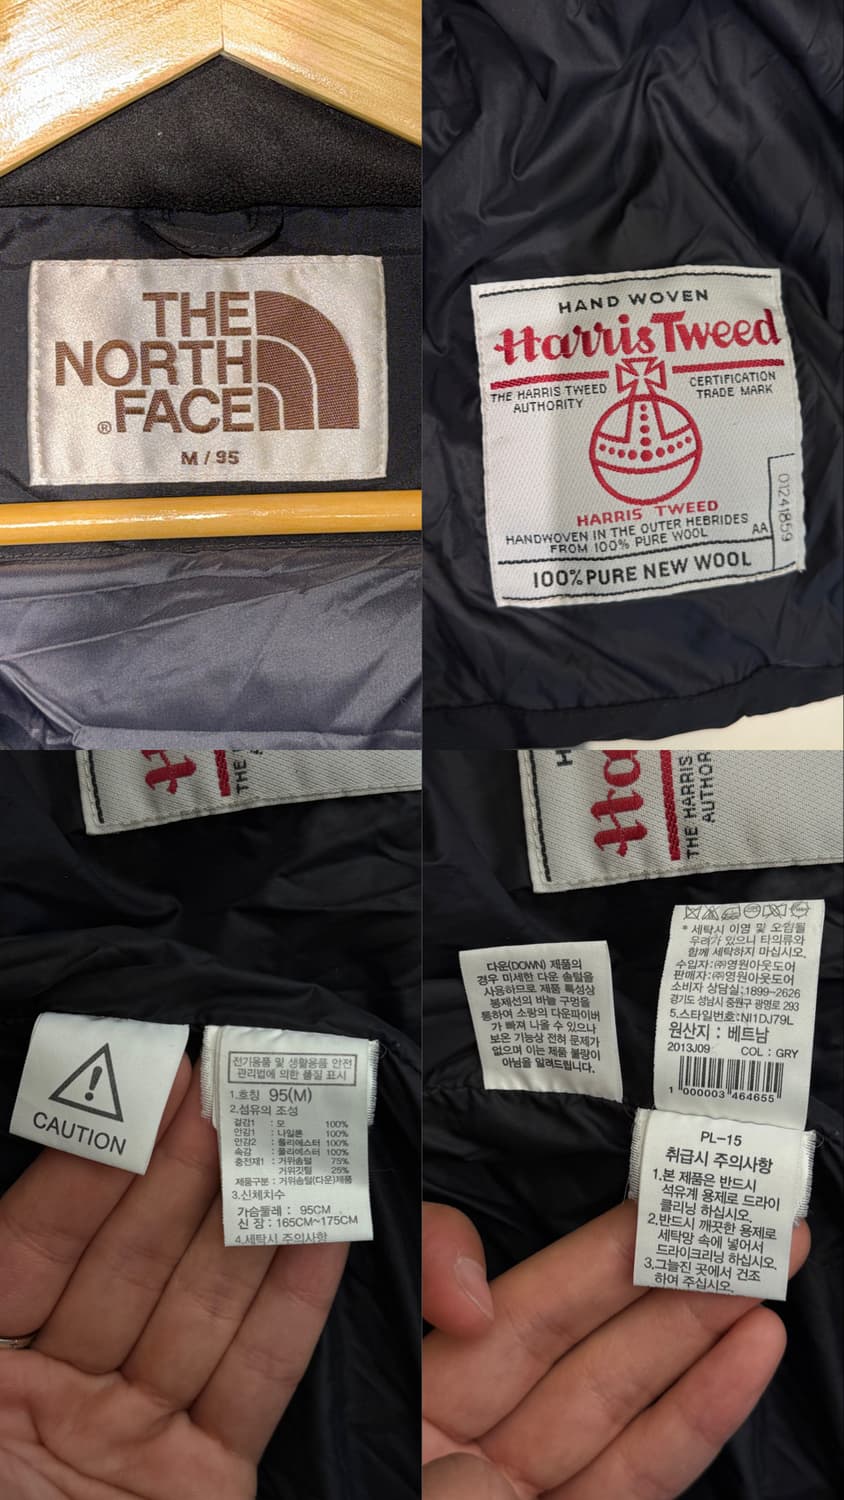 THE
NORTH
FACE
®
M / 95
HAND WOVEN
Harris Tweed
THE HARRIS TWEED
AUTHORITY
CERTIFICATION
TRADE MARK
HARRIS TWEED
HANDWOVEN IN THE OUTER HEBRIDES
FROM 100% PURE WOOL
AA
01241859
100% PURE NEW WOOL
THE
CAUTION
전기용품 및 생활용품 안전
관리법에 의한 품질 표시
1.호칭 95(M)
2.섬유의 조성
겉감1 : 모 100%
안감1 : 나일론 100%
안감2 : 폴리에스터 100%
속감 : 폴리에스터 100%
충전재1 : 거위솜털 75%
거위깃털 25%
제품구분 : 거위솜털(다운)제품
3.신체치수
가슴둘레 : 95CM
신 장 : 165CM~175CM
4.세탁시 주의사항
THE HARRIS
AUTHOR
다운(DOWN) 제품의
경우 미세한 다운 솜털을
사용하므로 제품 특성상
봉제선의 바늘 구멍을
통하여 소량의 다운파이버
가 빠져 나올 수 있으나
보온 기능상 전혀 문제가
없으며 이는 제품 불량이
아님을 알려드립니다.
* 세탁시 이염 및 오염될
우려가 있으니 타의류와
함께 세탁하지 마십시오.
수입자:㈜영원아웃도어
판매자:㈜영원아웃도어
소비자 상담실:1899-2626
경기도 성남시 중원구 광명로 293
5.스타일번호:NI1DJ79L
원산지 : 베트남
2013J09 COL : GRY
1 000003 464655
PL-15
취급시 주의사항
1.본 제품은 반드시
석유계 용제로 드라이
클리닝 하십시오.
2.반드시 깨끗한 용제로
세탁망 속에 넣어서
드라이크리닝 하십시오.
3.그늘진 곳에서 건조
하여 주십시오.